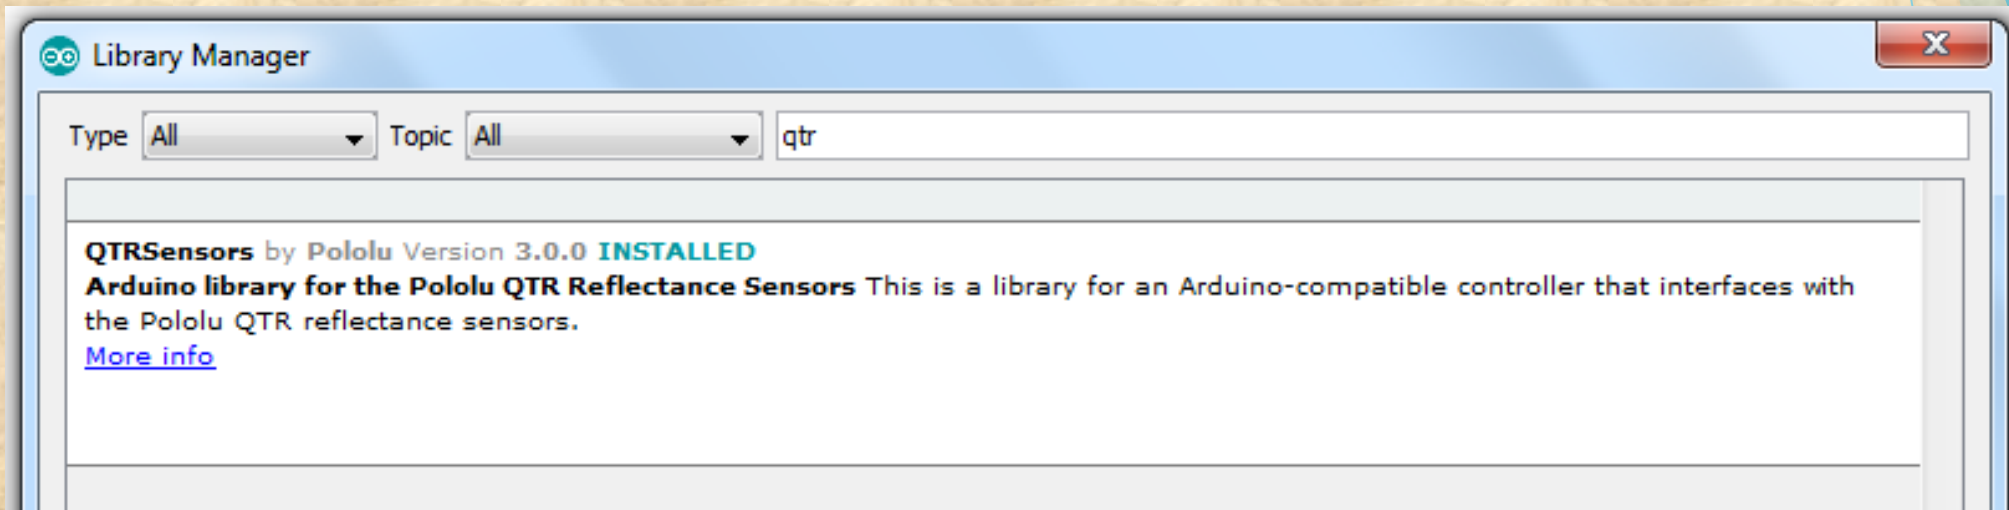 Library Manager
Type All Topic All qtr
QTRSensors by Pololu Version 3.0.0 INSTALLED
Arduino library for the Pololu QTR Reflectance Sensors This is a library for an Arduino-compatible controller that interfaces with
the Pololu QTR reflectance sensors.
More info